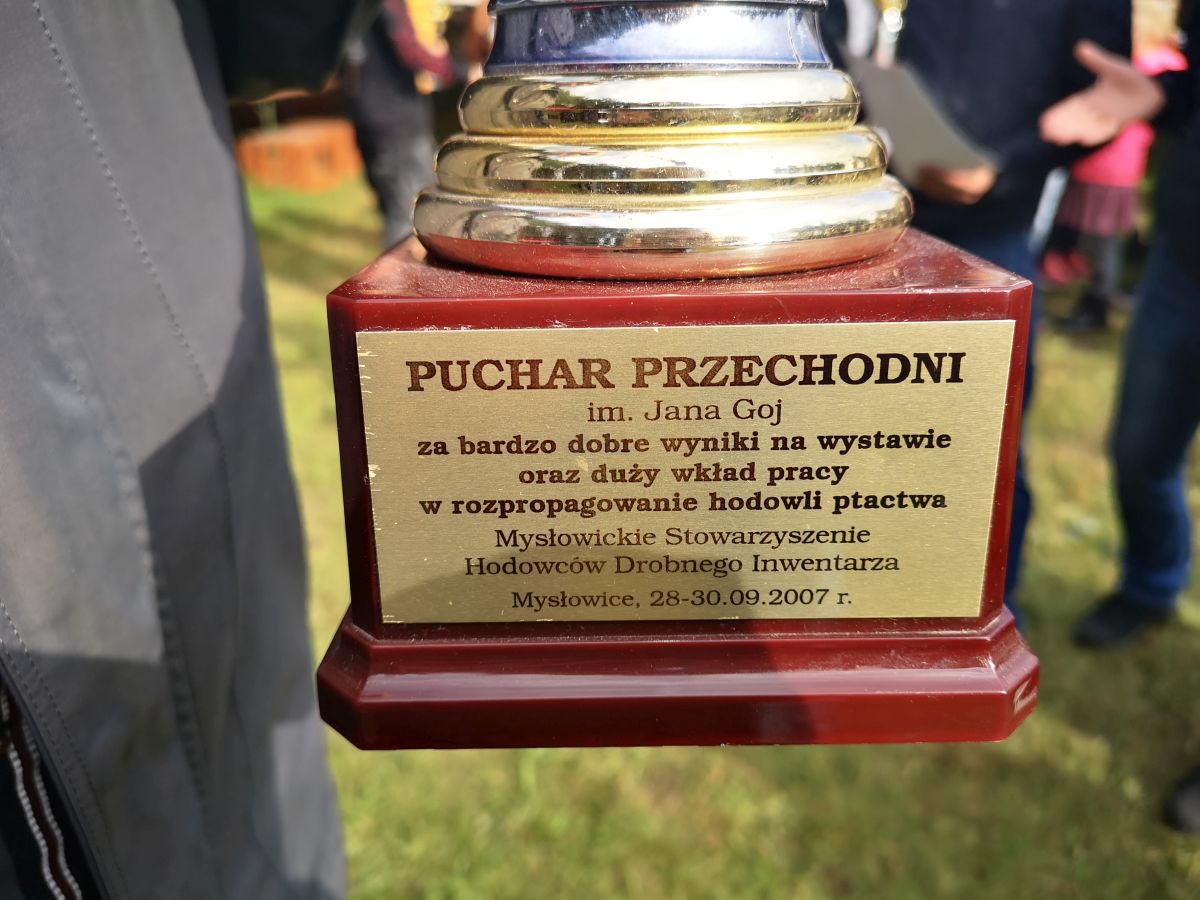 PUCHAR PRZECHODNI
im. Jana Goj
za bardzo dobre wyniki na wystawie
oraz duży wkład pracy
w rozpropagowanie hodowli ptactwa
Mysłowickie Stowarzyszenie
Hodowców Drobnego Inwentarza
Mysłowice, 28-30.09.2007 r.